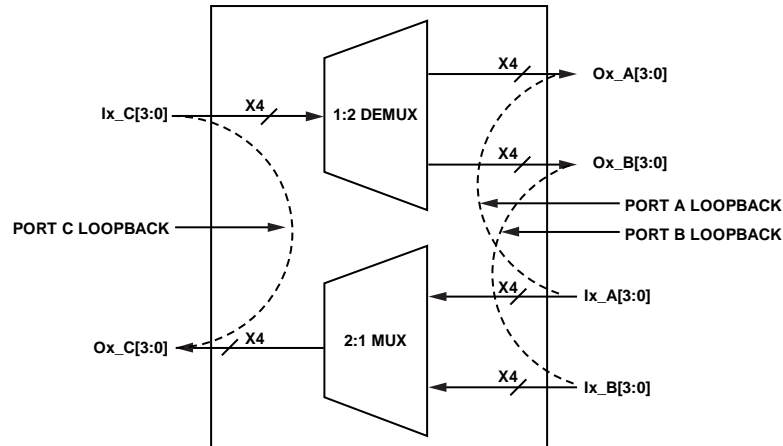 X4
Ox_A[3:0]
Ix_C[3:0]
X4
1:2 DEMUX
X4
Ox_B[3:0]
PORT A LOOPBACK
PORT C LOOPBACK
PORT B LOOPBACK
X4
Ix_A[3:0]
Ox_C[3:0]
X4
2:1 MUX
X4
Ix_B[3:0]